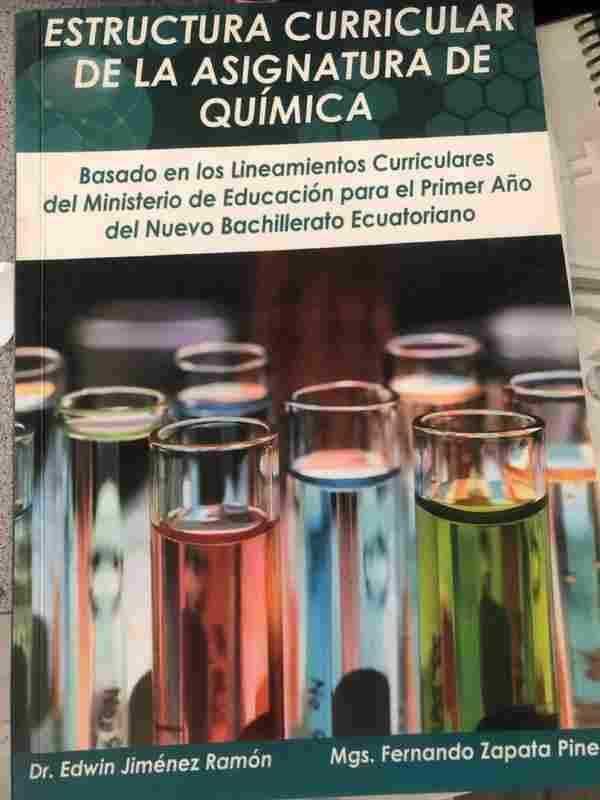 ESTRUCTURA CURRICULAR
DE LA ASIGNATURA DE
QUÍMICA
Basado en los Lineamientos Curriculares
del Ministerio de Educación para el Primer Año
del Nuevo Bachillerato Ecuatoriano
Dr. Edwin Jiménez Ramón
Mgs. Fernando Zapata Pine